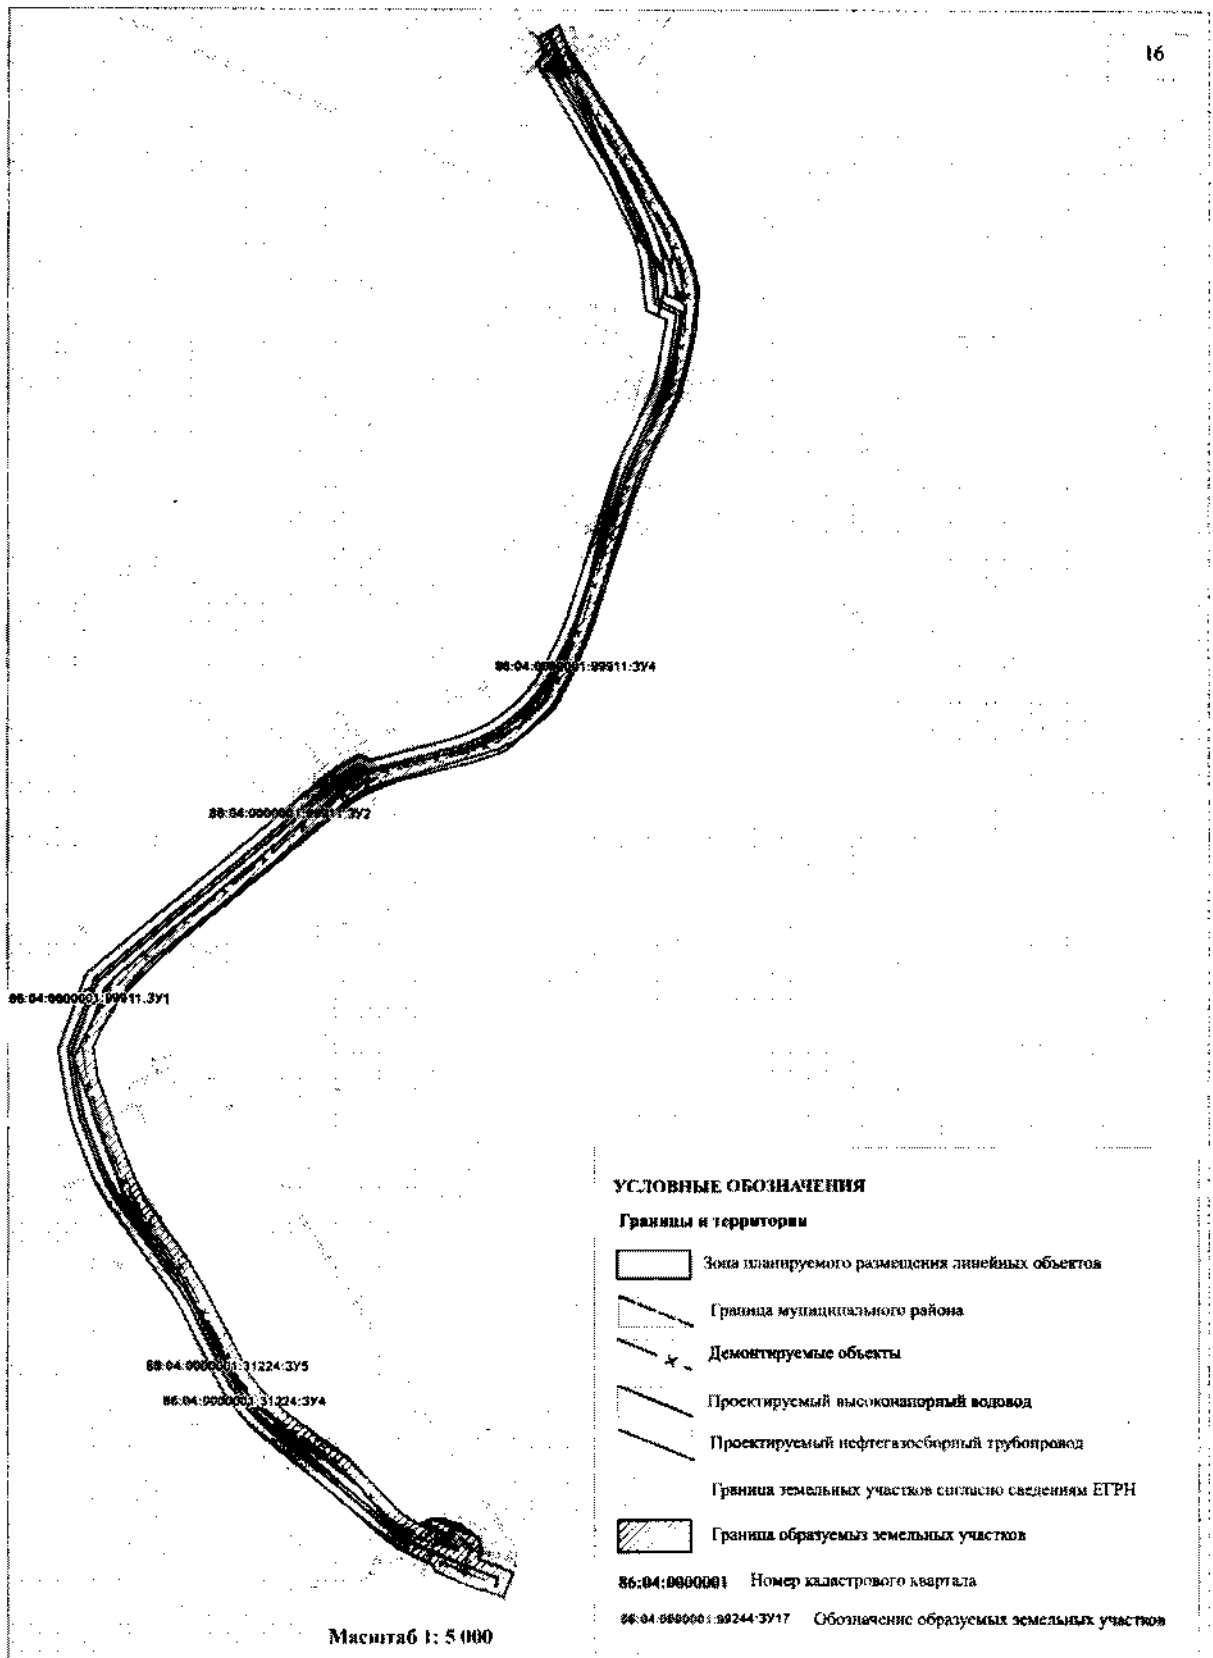 16
86:04:0000001:99911:ЗУ4
86:04:0000001:99911:ЗУ2
86:04:0000001:99911:ЗУ1
86:04:0000001:31224:ЗУ5
86:04:0000001:31224:ЗУ4
УСЛОВНЫЕ ОБОЗНАЧЕНИЯ
Границы и территории
Зона планируемого размещения линейных объектов
Граница муниципального района
Демонтируемые объекты
Проектируемый высоконапорный водовод
Проектируемый нефтегазосборный трубопровод
Граница земельных участков согласно сведениям ЕГРН
Граница образуемыз земельных участков
86:04:0000001 Номер кадастрового квартала
86:04:0000001:99244:ЗУ17 Обозначение образуемых земельных участков
Масштаб 1: 5 000